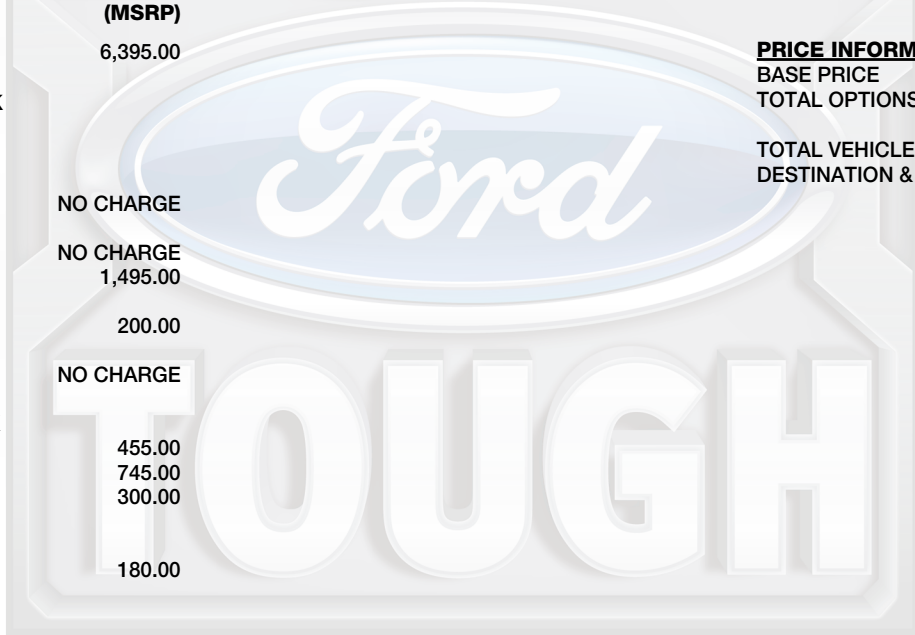 (MSRP)
6,395.00
NO CHARGE
NO CHARGE
1,495.00
200.00
NO CHARGE
455.00
745.00
300.00
180.00
PRICE INFORM
BASE PRICE
TOTAL OPTIONS
TOTAL VEHICLE
DESTINATION &
Ford
TOUGH